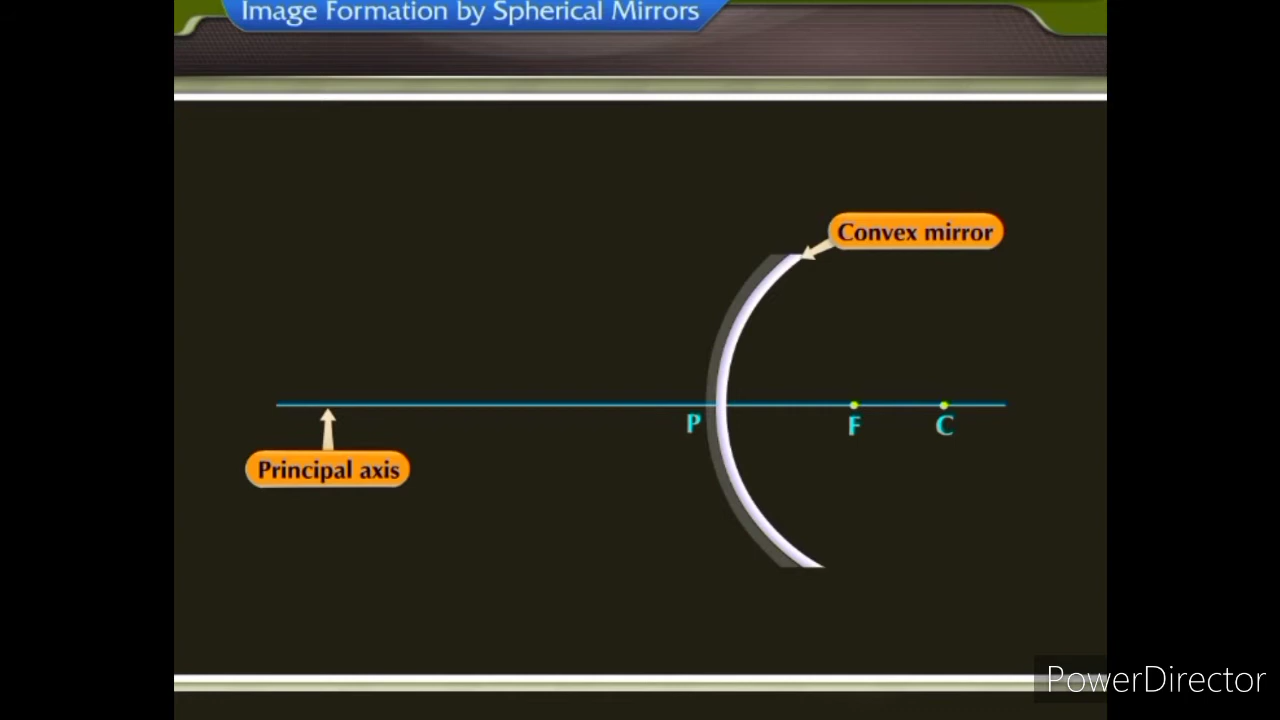 Image Formation by Spherical Mirrors
Convex mirror
P
F
C
Principal axis
PowerDirector